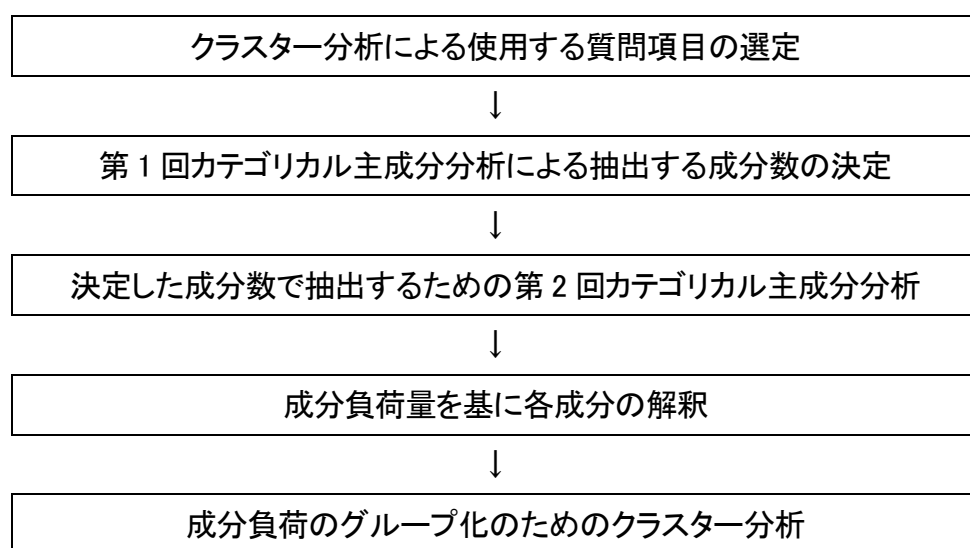 クラスター分析による使用する質問項目の選定
↓
第 1 回カテゴリカル主成分分析による抽出する成分数の決定
↓
決定した成分数で抽出するための第 2 回カテゴリカル主成分分析
↓
成分負荷量を基に各成分の解釈
↓
成分負荷のグループ化のためのクラスター分析